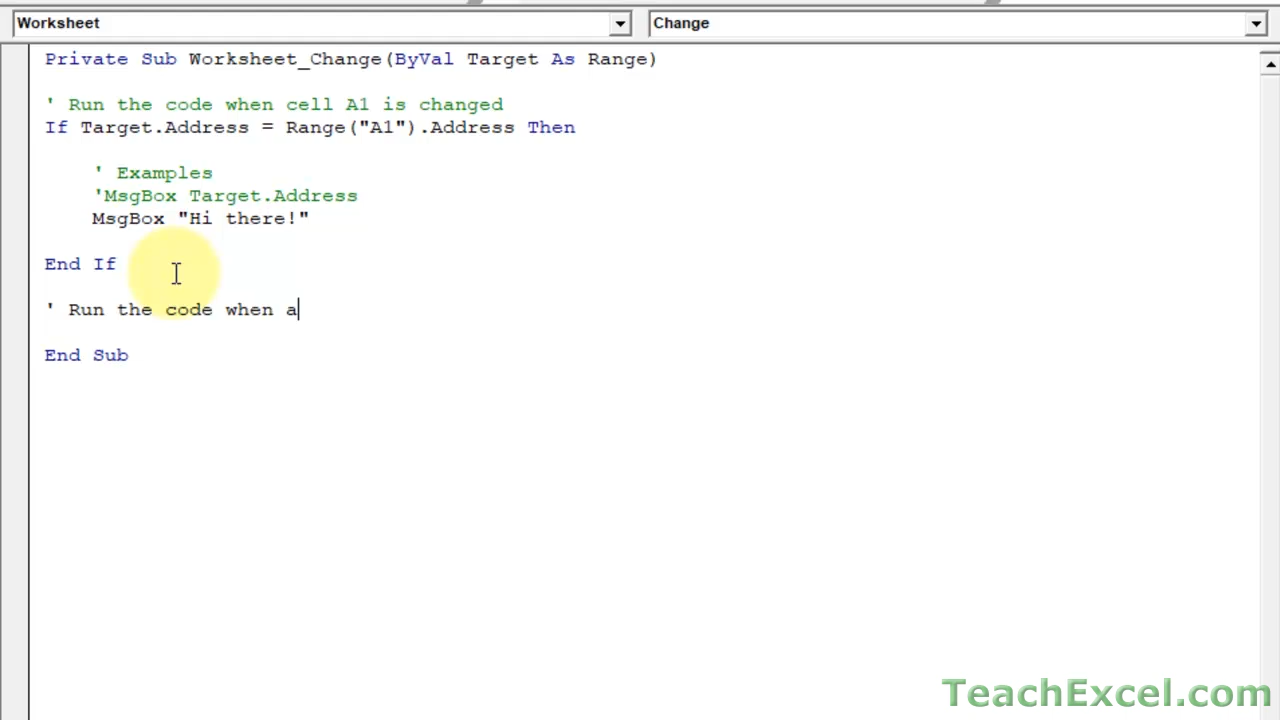 Worksheet
Change
Private Sub Worksheet_Change(ByVal Target As Range)
' Run the code when cell A1 is changed
If Target.Address = Range("A1").Address Then
' Examples
'MsgBox Target.Address
MsgBox "Hi there!"
End If
' Run the code when a
End Sub
TeachExcel.com